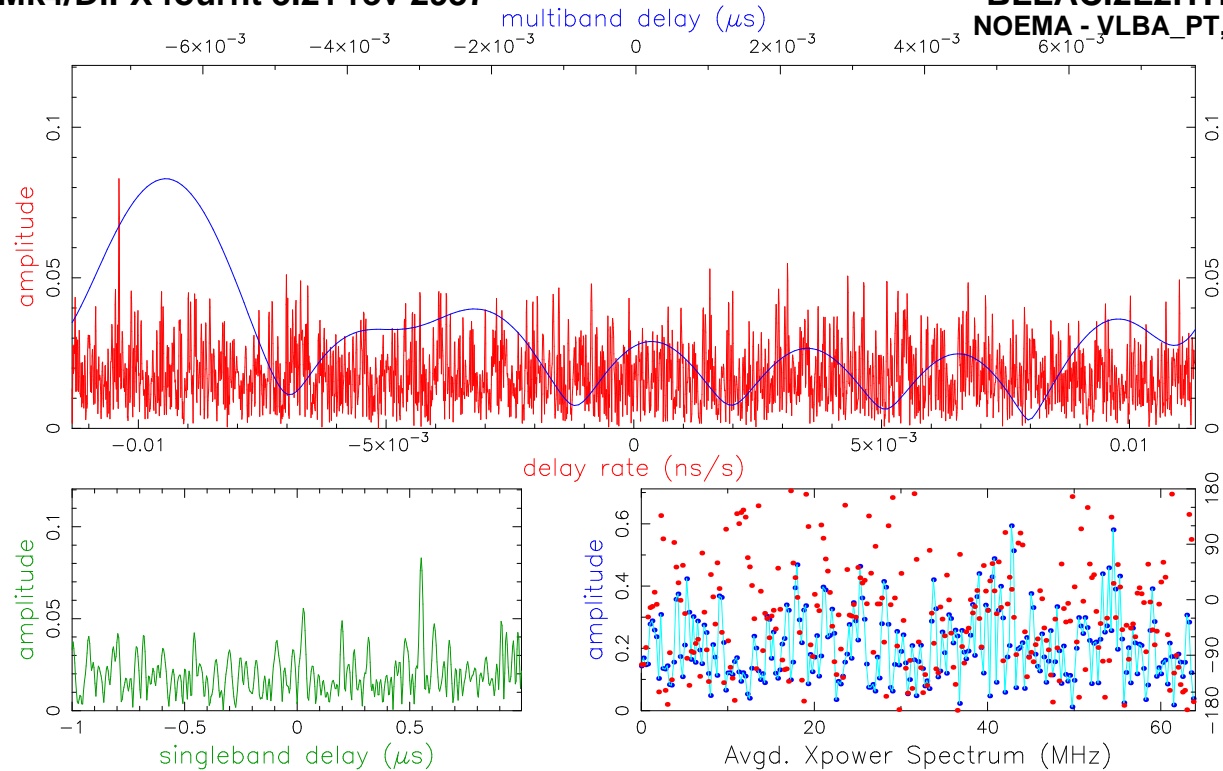 multiband delay (μs)
NOEMA - VLBA_PT,
−6×10⁻³ −4×10⁻³ −2×10⁻³ 0 2×10⁻³ 4×10⁻³ 6×10⁻³
amplitude
0 0.05 0.1
0 0.05 0.1
−0.01 −5×10⁻³ 0 5×10⁻³ 0.01
delay rate (ns/s)
amplitude
0 0.05 0.1
−1 −0.5 0 0.5
singleband delay (μs)
amplitude
0 0.2 0.4 0.6
−180 −90 0 90 180
0 20 40 60
Avgd. Xpower Spectrum (MHz)